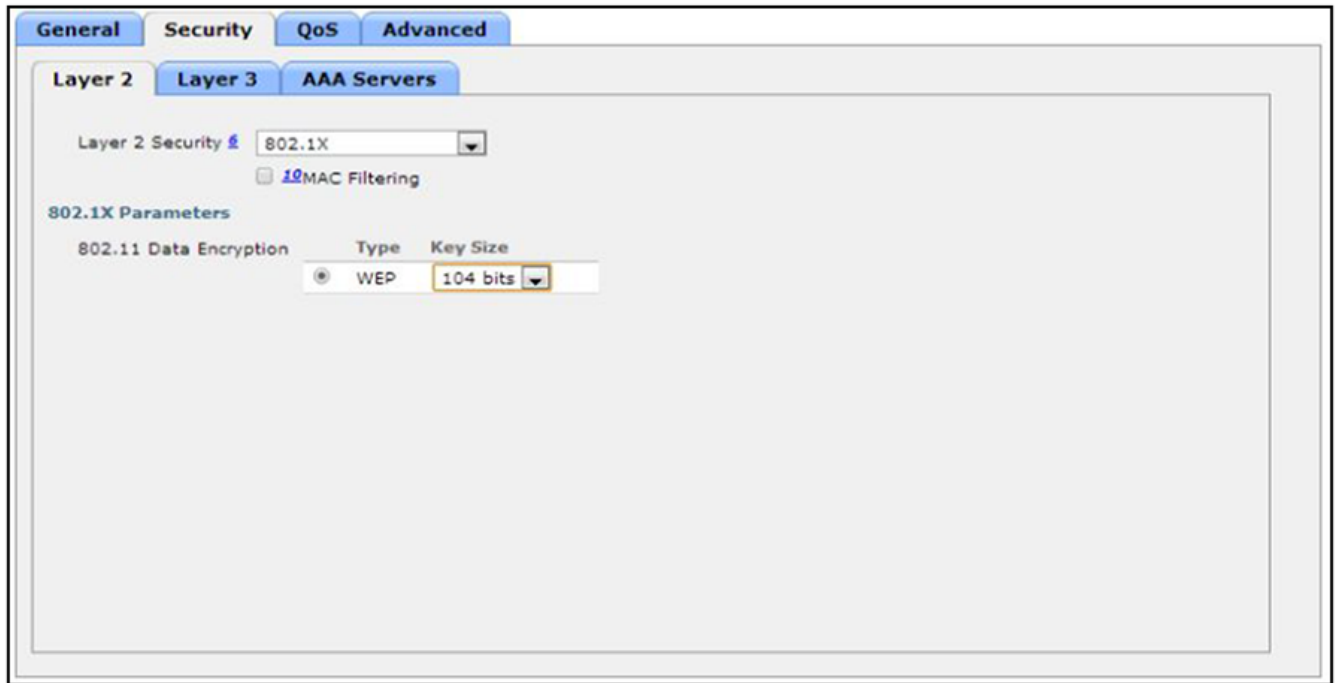 General Security QoS Advanced
Layer 2 Layer 3 AAA Servers
Layer 2 Security 6 802.1X
10MAC Filtering
802.1X Parameters
802.11 Data Encryption Type Key Size
WEP 104 bits